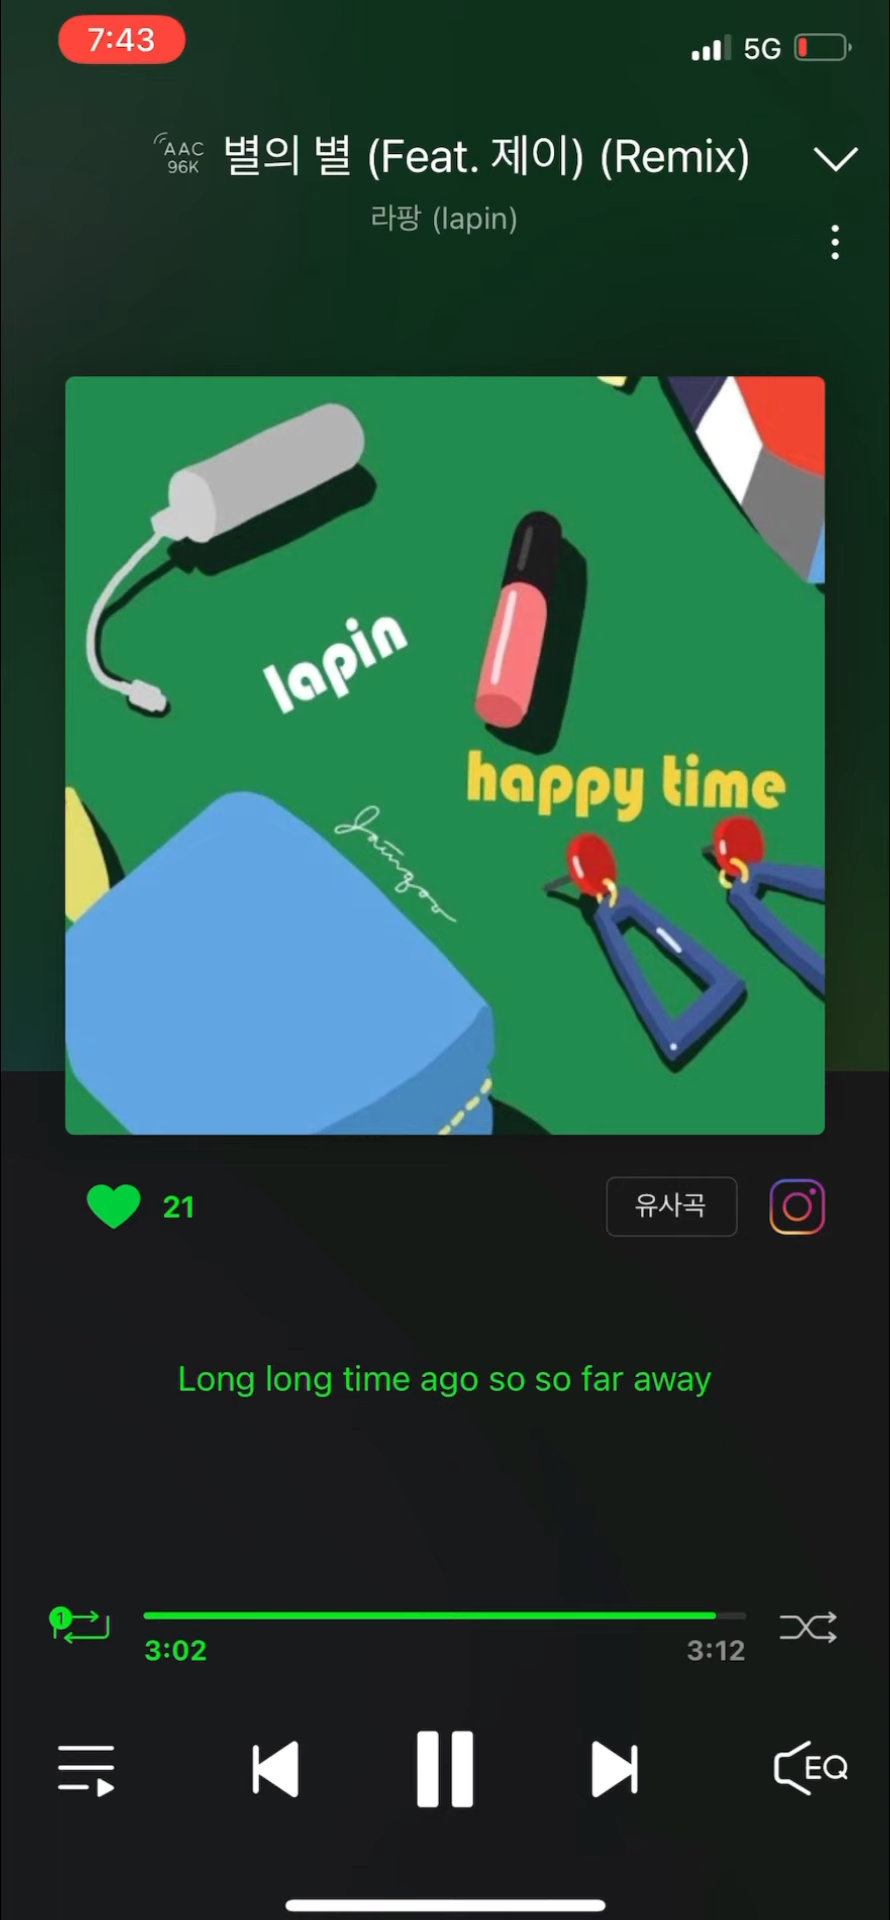 7:43
5G
AAC
96K
별의 별 (Feat. 제이) (Remix)
라팡 (lapin)
lapin
happy time
21
유사곡
Long long time ago so so far away
1
3:02
3:12
EQ